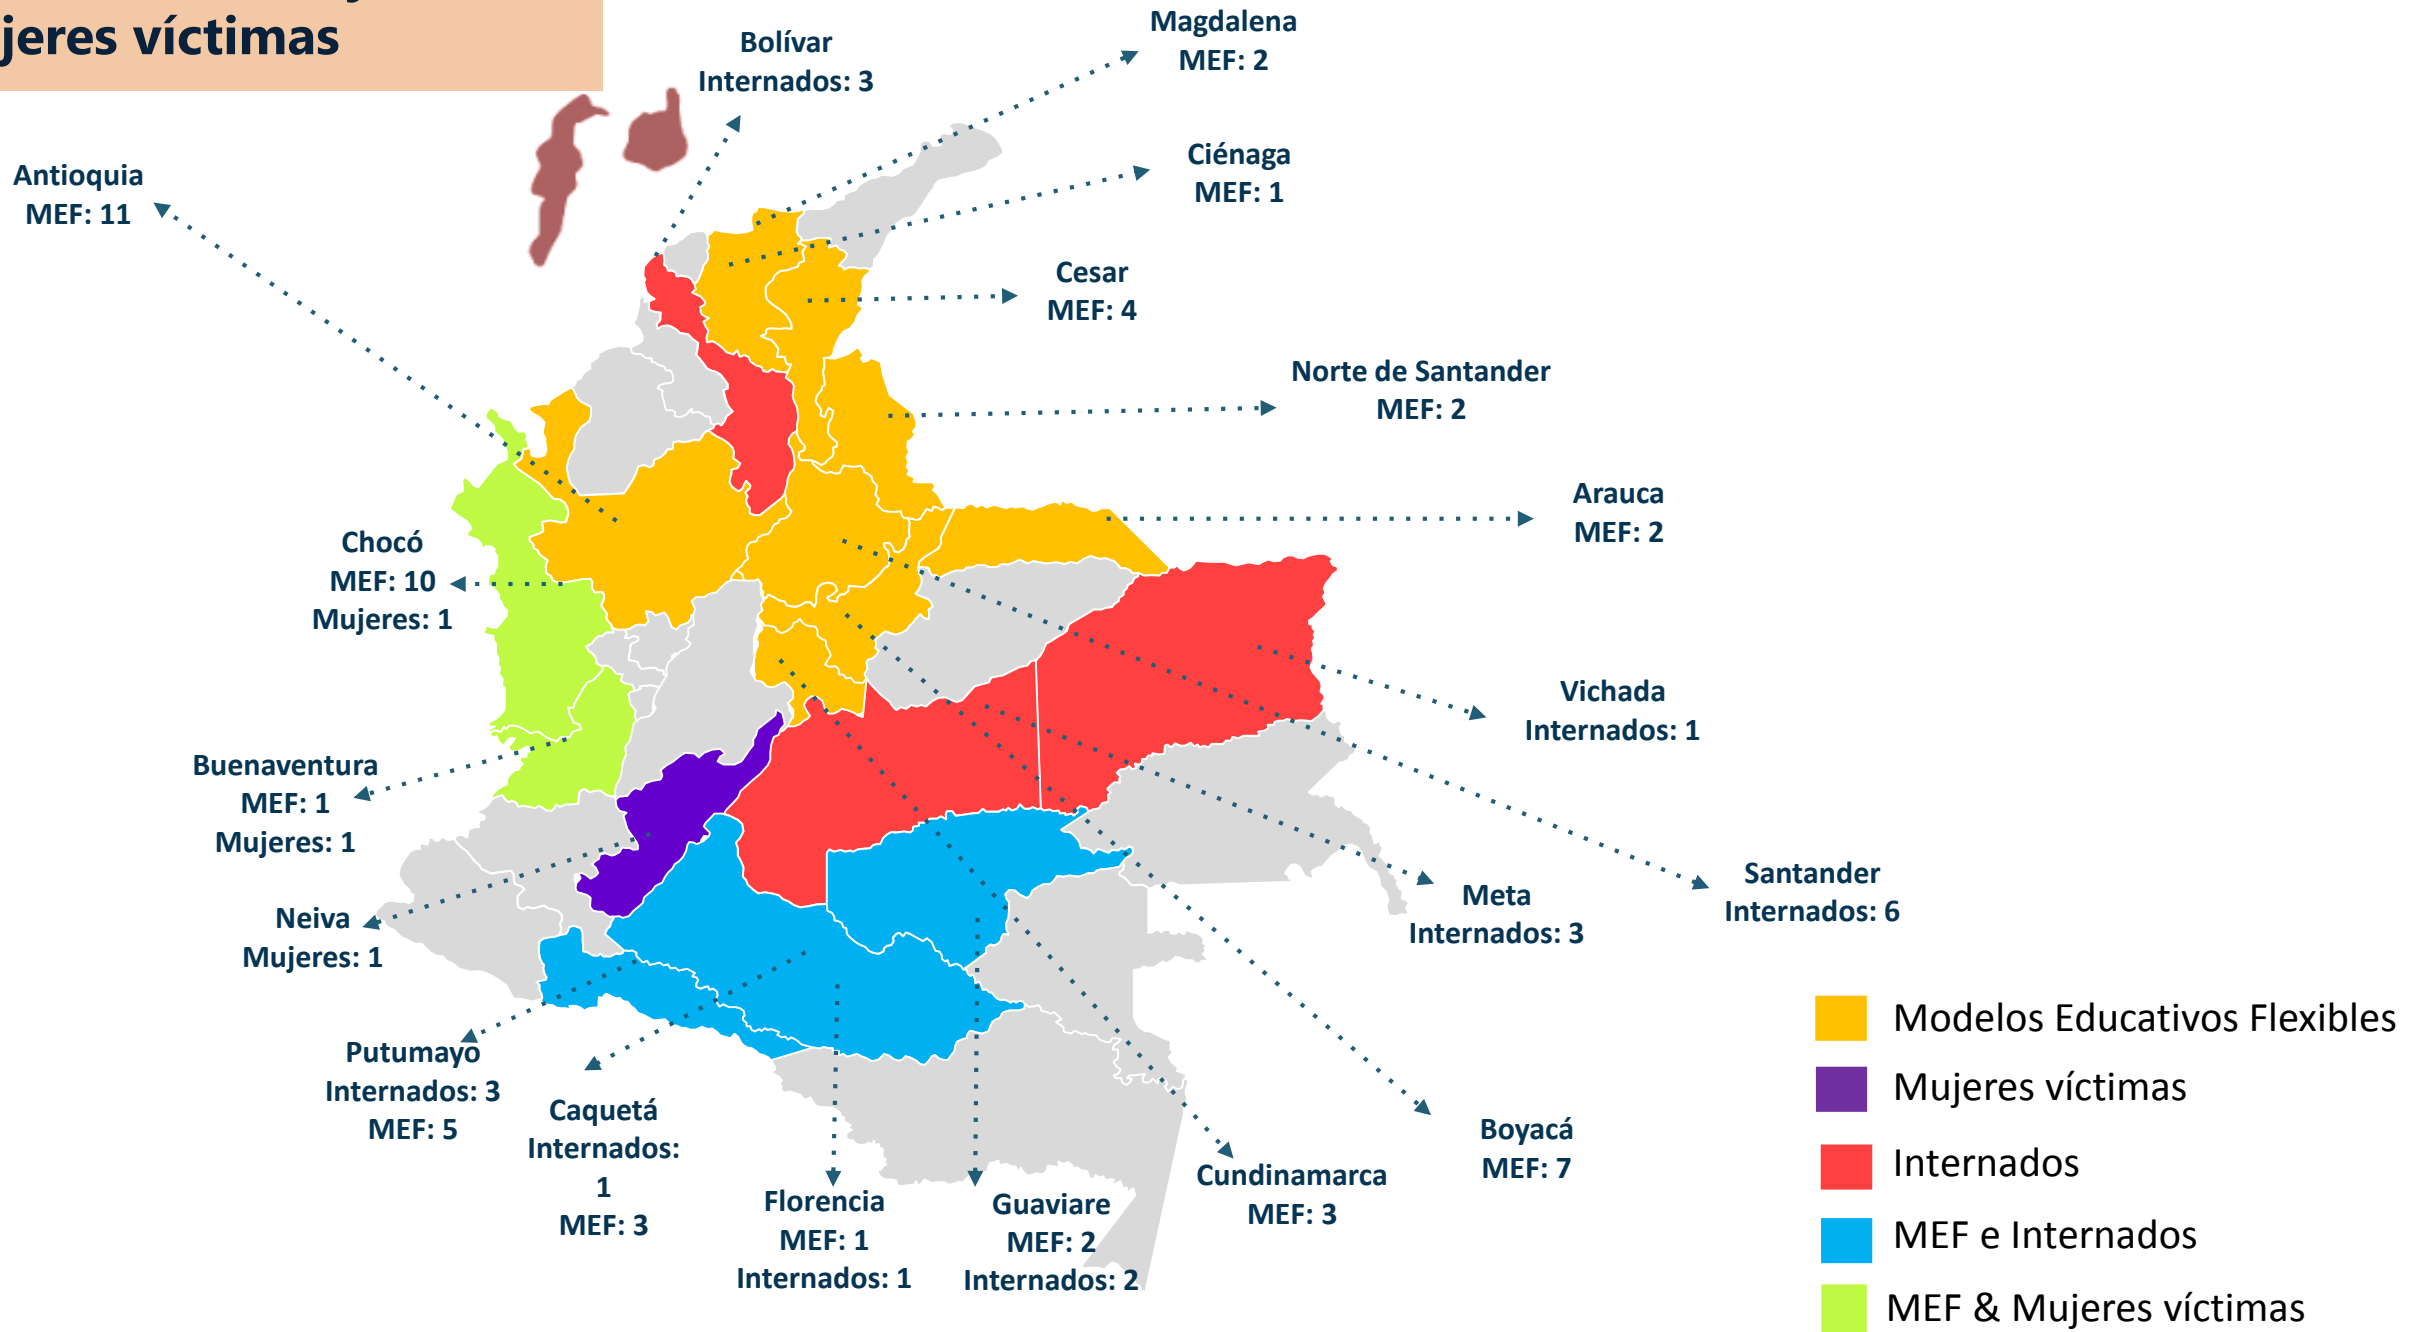 jeres víctimas
Bolívar
Internados: 3
Magdalena
MEF: 2
Ciénaga
MEF: 1
Antioquia
MEF: 11
Cesar
MEF: 4
Norte de Santander
MEF: 2
Arauca
MEF: 2
Chocó
MEF: 10
Mujeres: 1
Vichada
Internados: 1
Buenaventura
MEF: 1
Mujeres: 1
Santander
Internados: 6
Meta
Internados: 3
Neiva
Mujeres: 1
Putumayo
Internados: 3
MEF: 5
Caquetá
Internados:
1
MEF: 3
Florencia
MEF: 1
Internados: 1
Guaviare
MEF: 2
Internados: 2
Cundinamarca
MEF: 3
Boyacá
MEF: 7
Modelos Educativos Flexibles
Mujeres víctimas
Internados
MEF e Internados
MEF & Mujeres víctimas